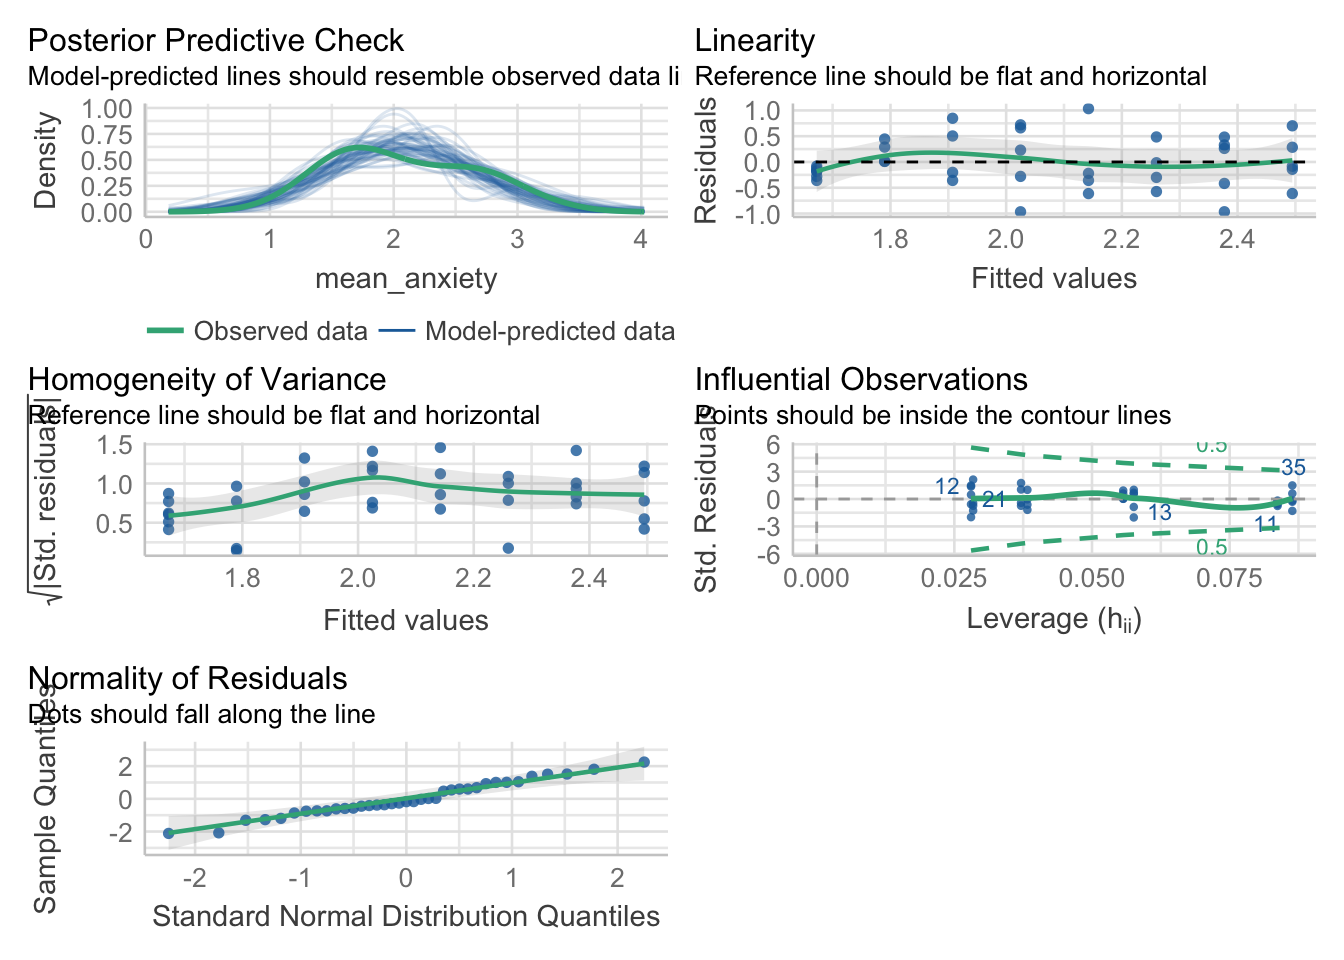 Posterior Predictive Check
Model-predicted lines should resemble observed data li
Density
1.00
0.75
0.50
0.25
0.00
0 1 2 3 4
mean_anxiety
Observed data Model-predicted data
Linearity
Reference line should be flat and horizontal
Residuals
1.0
0.5
0.0
-0.5
-1.0
1.8 2.0 2.2 2.4
Fitted values
Homogeneity of Variance
Reference line should be flat and horizontal
√|Std. residuals|
1.5
1.0
0.5
1.8 2.0 2.2 2.4
Fitted values
Influential Observations
Points should be inside the contour lines
Std. Residuals
6
3
0
-3
-6
0.5
35
12
21
13
11
0.5
0.000 0.025 0.050 0.075
Leverage (hii)
Normality of Residuals
Dots should fall along the line
Sample Quantiles
2
0
-2
-2 -1 0 1 2
Standard Normal Distribution Quantiles